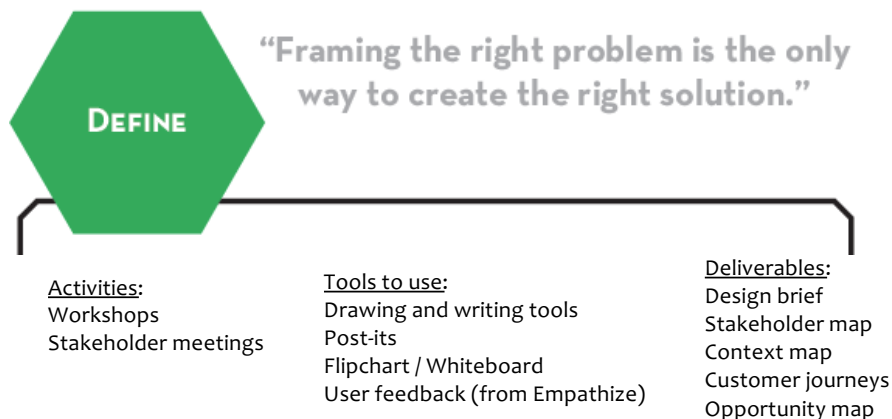 “Framing the right problem is the only
way to create the right solution.”
DEFINE
Activities:
Workshops
Stakeholder meetings
Tools to use:
Drawing and writing tools
Post-its
Flipchart / Whiteboard
User feedback (from Empathize)
Deliverables:
Design brief
Stakeholder map
Context map
Customer journeys
Opportunity map